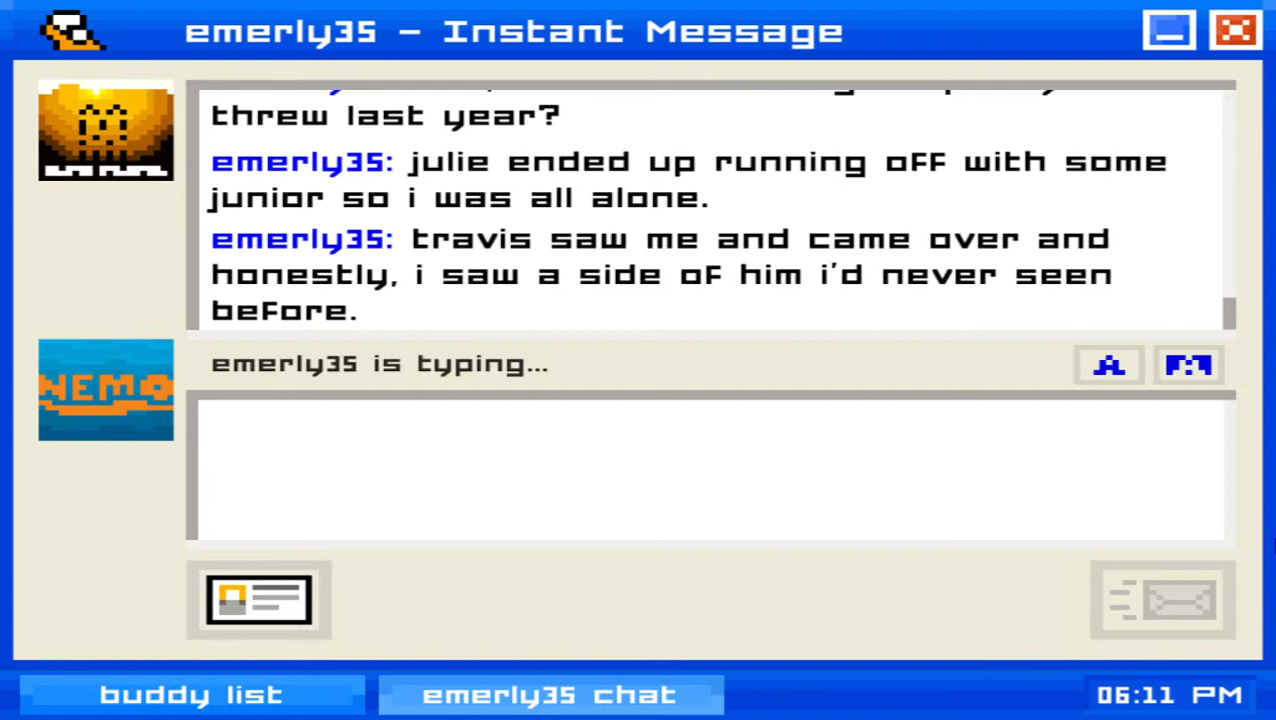 emerly35 - Instant Message
threw last year?
emerly35: julie ended up running off with some
junior so i was all alone.
emerly35: travis saw me and came over and
honestly, i saw a side of him i'd never seen
before.
NEMO
emerly35 is typing...
A
buddy list
emerly35 chat
06:11 PM